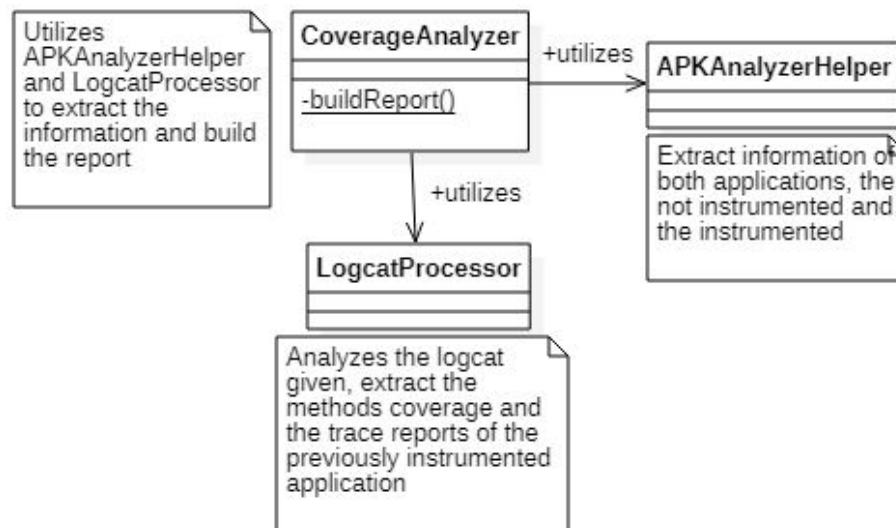 Utilizes
APKAnalyzerHelper
and LogcatProcessor
to extract the
information and build
the report
CoverageAnalyzer
-buildReport()
+utilizes
APKAnalyzerHelper
Extract information of
both applications, the
not instrumented and
the instrumented
+utilizes
LogcatProcessor
Analyzes the logcat
given, extract the
methods coverage and
the trace reports of the
previously instrumented
application